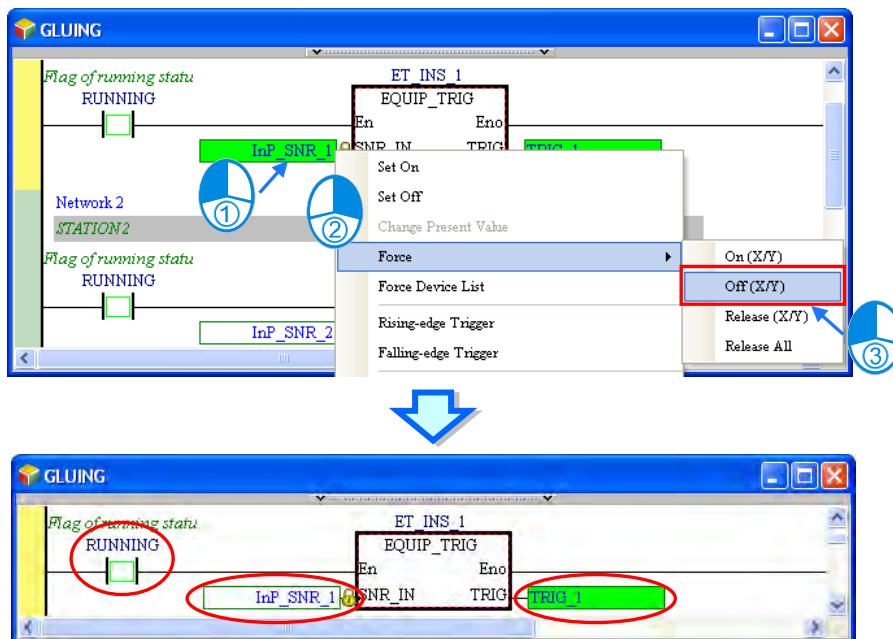 GLUING
Flag of running statu
ET_INS_1
RUNNING
EQUIP_TRIG
En
Eno
InP_SNR_1
SNR_IN
TRIG
TRIG_1
Set On
①
②
Set Off
Network 2
Change Present Value
STATION2
Flag of running statu
Force
On (X/Y)
RUNNING
Force Device List
Off (X/Y)
Rising-edge Trigger
Release (X/Y)
InP_SNR_2
Falling-edge Trigger
Release All
③
GLUING
Flag of running statu
ET_INS_1
RUNNING
EQUIP_TRIG
En
Eno
InP_SNR_1
SNR_IN
TRIG
TRIG_1